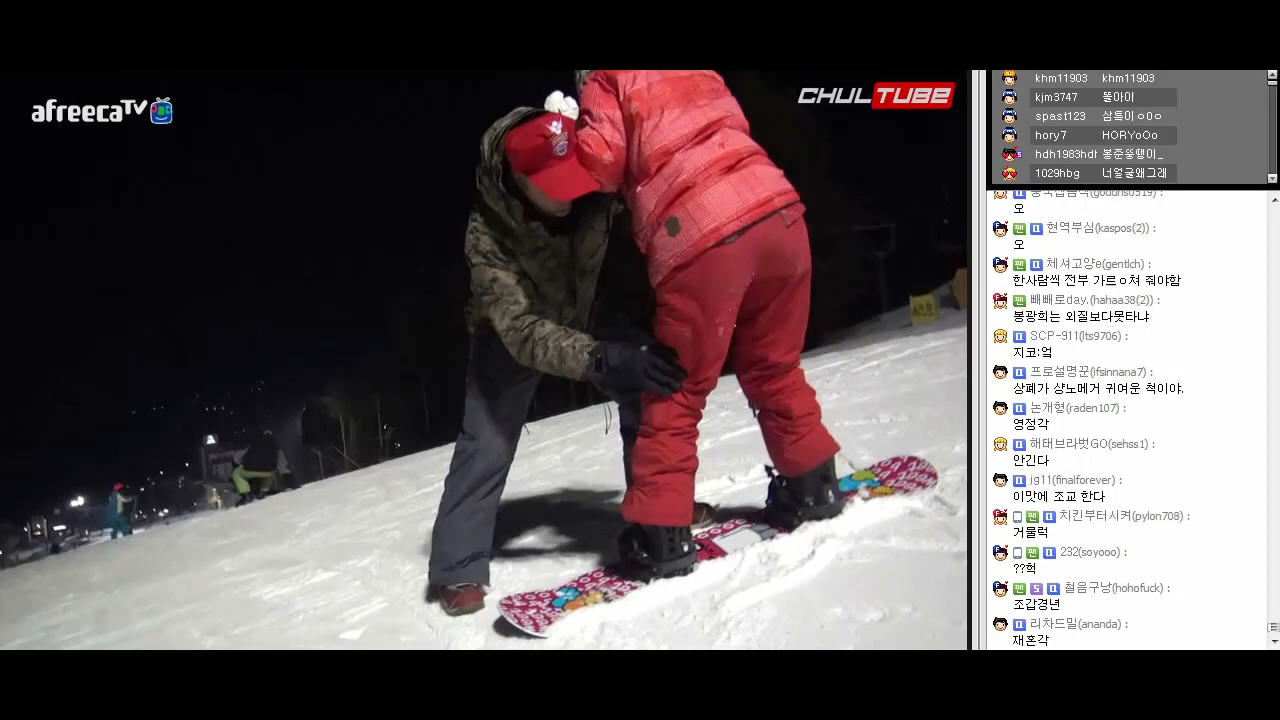 afreecaTV
CHULTUBE
khm11903 khm11903
kjm3747 뚤아이
spast123 삼특이ㅇ0ㅇ
hory7 HORYoOo
hdh1983hdh 봉준뚱땡이_
1029hbg 너얼굴왜그래
오
현역부심(kaspos(2)) :
오
체셔고양e(gentlch) :
한사람씩 전부 가르ㅇ쳐 줘야함
빼빼로day.(hahaa38(2)) :
봉광희는 외질보다못타냐
SCP-911(lts9706) :
지코:엌
프로설명꾼(ifsinnana7) :
상폐가 샹노메거 귀여운 척이야.
논개형(raden107) :
영정각
해태브라벗GO(sehss1) :
안긴다
jg11(finalforever) :
이맛에 조교 한다
치킨부터시켜(pylon708) :
거물럭
232(soyooo) :
??헉
철음구냥(hohofuck) :
조갑경년
리차드밀(ananda) :
재혼각